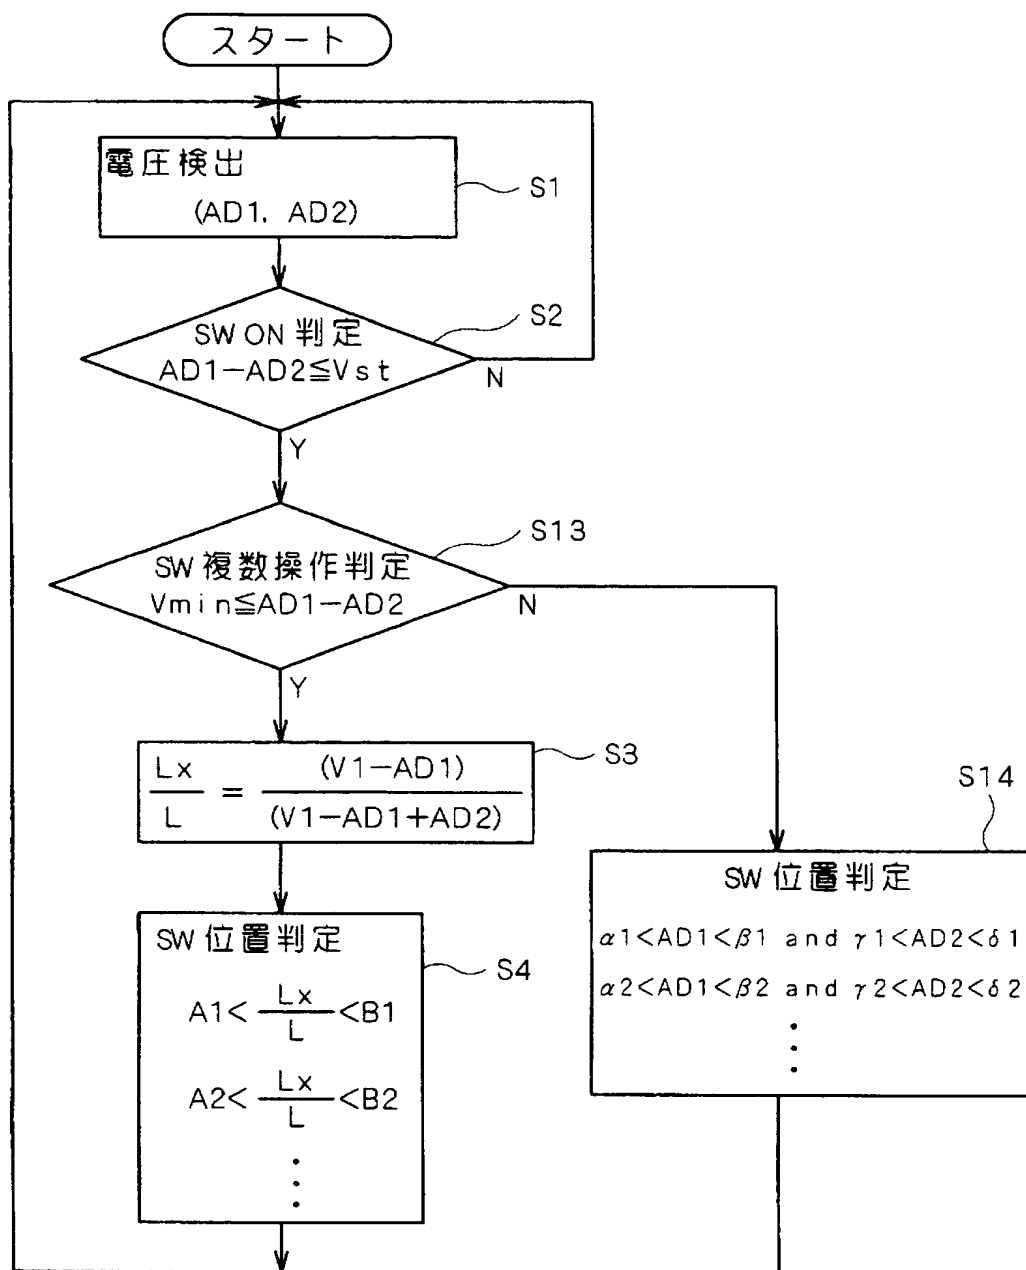 スタート
電圧検出
(AD1, AD2)
S1
SW ON 判定
AD1−AD2≦Vst
S2
N
Y
SW 複数操作判定
Vmin≦AD1−AD2
S13
N
Y
Lx
L
=
(V1−AD1)
(V1−AD1+AD2)
S3
SW 位置判定
S4
A1< Lx/L <B1
A2< Lx/L <B2
⋮
S14
SW 位置判定
α1<AD1<β1 and γ1<AD2<δ1
α2<AD1<β2 and γ2<AD2<δ2
⋮